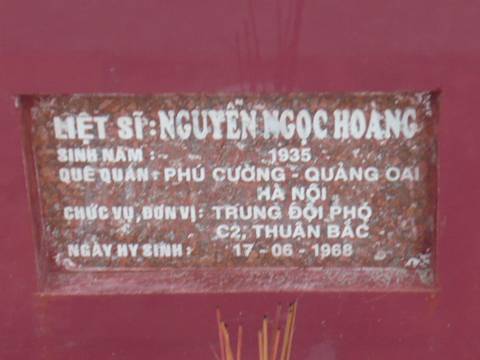 LIỆT SĨ: NGUYỄN NGỌC HOÀNG
SINH NĂM : 1935
QUÊ QUÁN: PHÚ CƯỜNG - QUẢNG OAI
HÀ NỘI
CHỨC VỤ, ĐƠN VỊ: TRUNG ĐỘI PHÓ
C2, THUẬN BẮC
NGÀY HY SINH: 17 - 06 - 1968